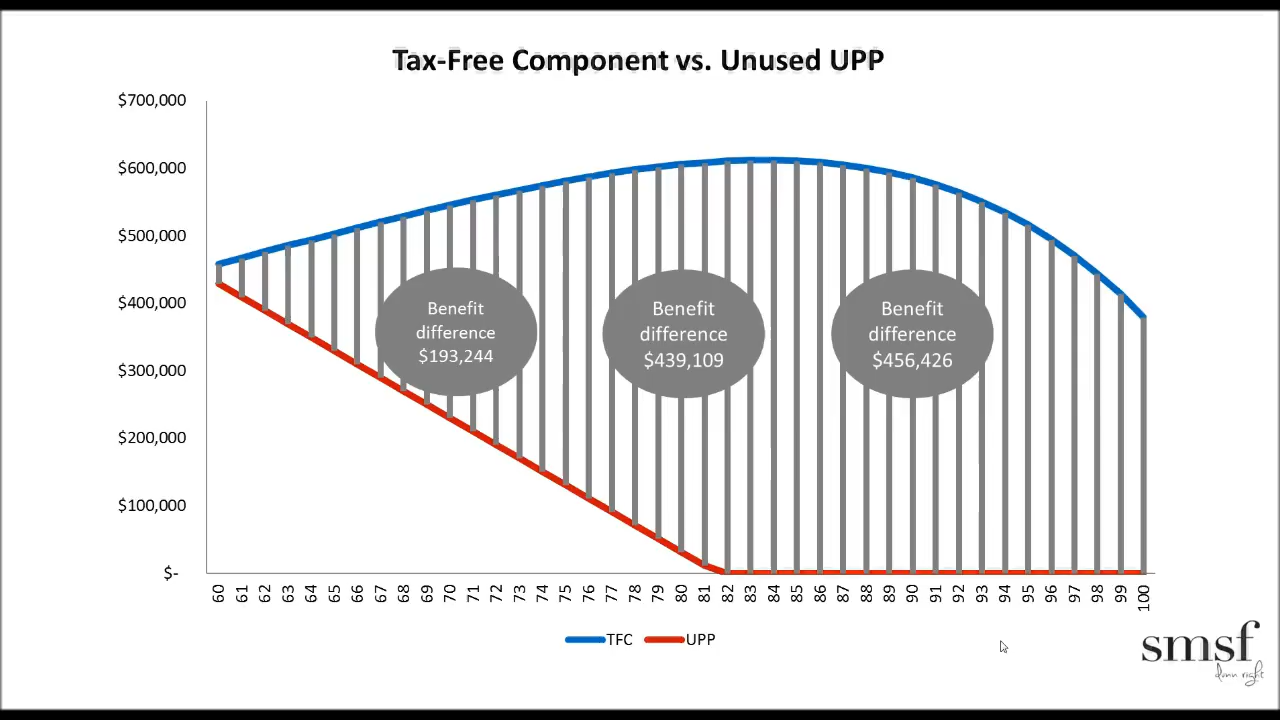 Tax-Free Component vs. Unused UPP
$700,000
$600,000
$500,000
$400,000
$300,000
$200,000
$100,000
$-
Benefit
difference
$193,244
Benefit
difference
$439,109
Benefit
difference
$456,426
60 61 62 63 64 65 66 67 68 69 70 71 72 73 74 75 76 77 78 79 80 81 82 83 84 85 86 87 88 89 90 91 92 93 94 95 96 97 98 99 100
TFC UPP
smsf
down right